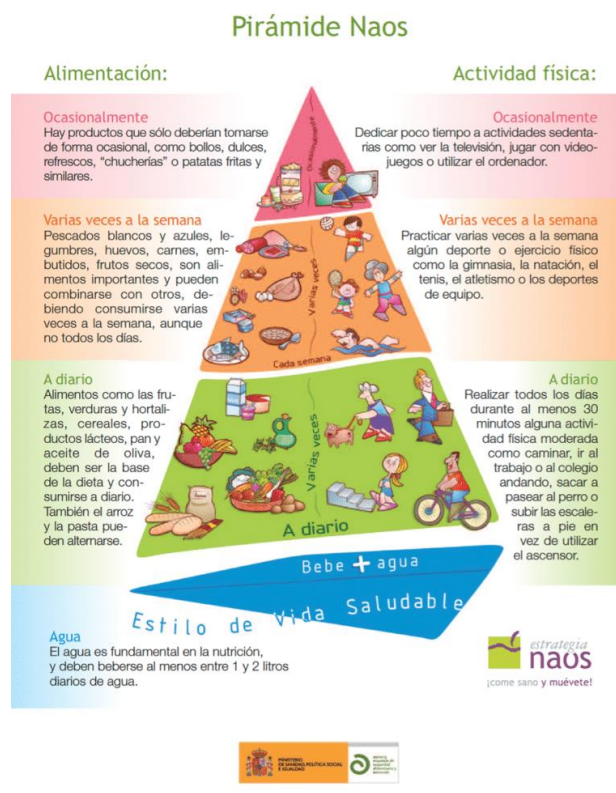 Pirámide Naos
Alimentación:
Actividad física:
Ocasionalmente
Hay productos que sólo deberían tomarse
de forma ocasional, como bollos, dulces,
refrescos, "chucherías" o patatas fritas y
similares.
Ocasionalmente
Dedicar poco tiempo a actividades sedenta-
rias como ver la televisión, jugar con video-
juegos o utilizar el ordenador.
Ocasionalmente
Varias veces a la semana
Pescados blancos y azules, le-
gumbres, huevos, carnes, em-
butidos, frutos secos, son ali-
mentos importantes y pueden
combinarse con otros, de-
biendo consumirse varias
veces a la semana, aunque
no todos los días.
Varias veces a la semana
Practicar varias veces a la semana
algún deporte o ejercicio físico
como la gimnasia, la natación, el
tenis, el atletismo o los deportes
de equipo.
Varias veces
Cada semana
A diario
Alimentos como las fru-
tas, verduras y hortali-
zas, cereales, pro-
ductos lácteos, pan y
aceite de oliva,
deben ser la base
de la dieta y con-
sumirse a diario.
También el arroz
y la pasta pue-
den alternarse.
A diario
Realizar todos los días
durante al menos 30
minutos alguna activi-
dad física moderada
como caminar, ir al
trabajo o al colegio
andando, sacar a
pasear al perro o
subir las escale-
ras a pie en
vez de utilizar
el ascensor.
Varias veces
A diario
Bebe + agua
Estilo de Vida Saludable
Agua
El agua es fundamental en la nutrición,
y deben beberse al menos entre 1 y 2 litros
diarios de agua.
estrategia
naos
¡come sano y muévete!
MINISTERIO
DE SANIDAD, POLÍTICA SOCIAL
E IGUALDAD